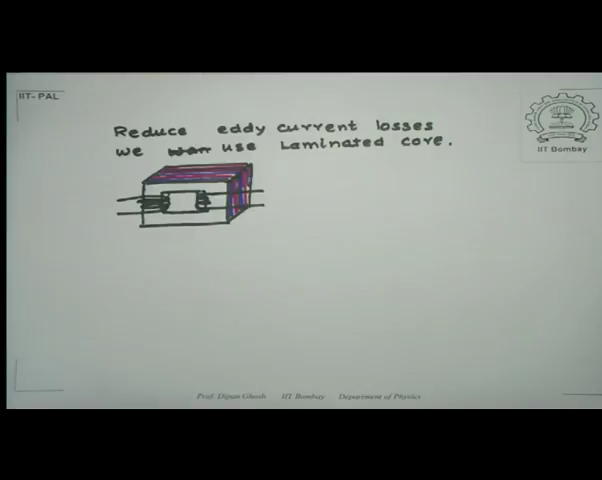 IIT- PAL
Reduce eddy current losses
we use Laminated core.
IIT Bombay
Prof. Dipan Ghosh IIT Bombay Department of Physics